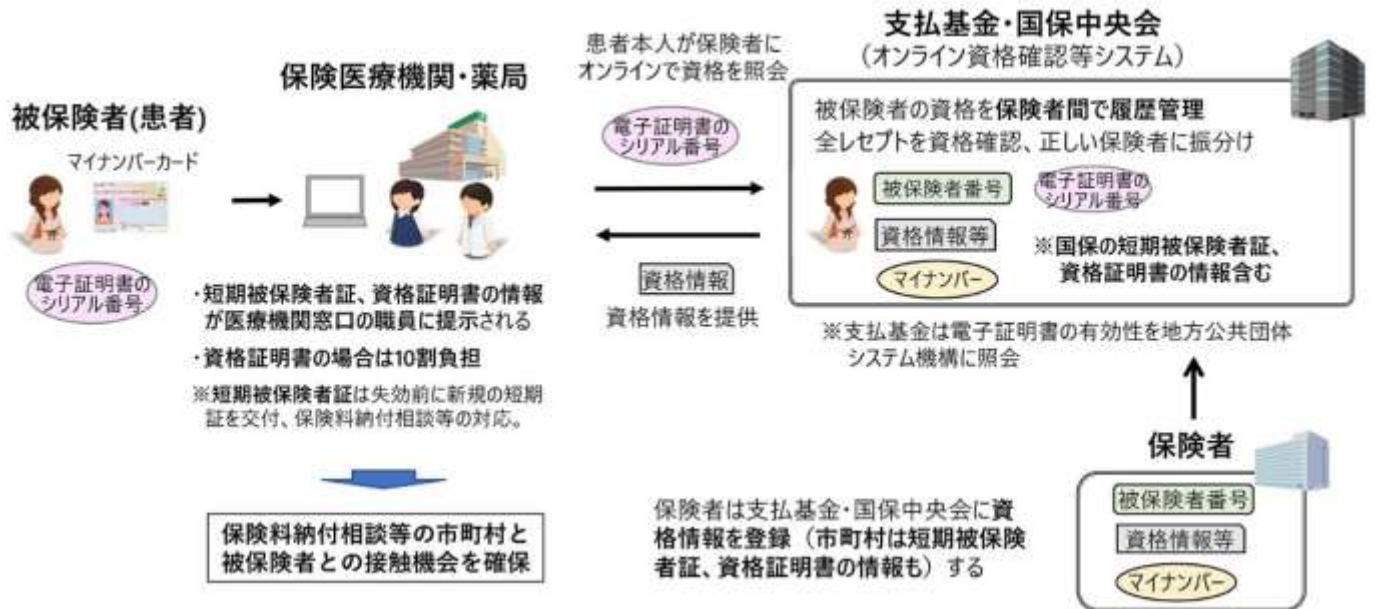 被保険者(患者)
マイナンバーカード
電子証明書の
シリアル番号
保険医療機関・薬局
・短期被保険者証、資格証明書の情報
が医療機関窓口の職員に提示される
・資格証明書の場合は10割負担
※短期被保険者証は失効前に新規の短期
証を交付、保険料納付相談等の対応。
保険料納付相談等の市町村と
被保険者との接触機会を確保
患者本人が保険者に
オンラインで資格を照会
電子証明書の
シリアル番号
資格情報
資格情報を提供
支払基金・国保中央会
(オンライン資格確認等システム)
被保険者の資格を保険者間で履歴管理
全レセプトを資格確認、正しい保険者に振分け
被保険者番号
電子証明書の
シリアル番号
資格情報等
マイナンバー
※国保の短期被保険者証、
資格証明書の情報含む
※支払基金は電子証明書の有効性を地方公共団体
システム機構に照会
保険者
被保険者番号
資格情報等
マイナンバー
保険者は支払基金・国保中央会に資
格情報を登録（市町村は短期被保険
者証、資格証明書の情報も）する